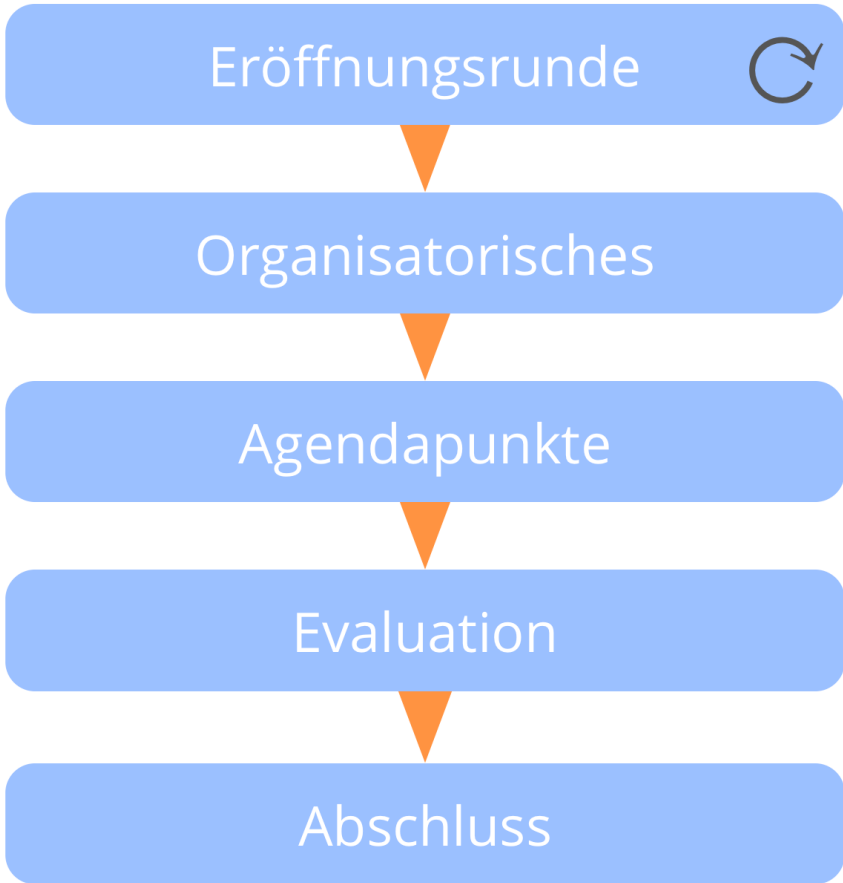 Eröffnungsrunde
Organisatorisches
Agendapunkte
Evaluation
Abschluss